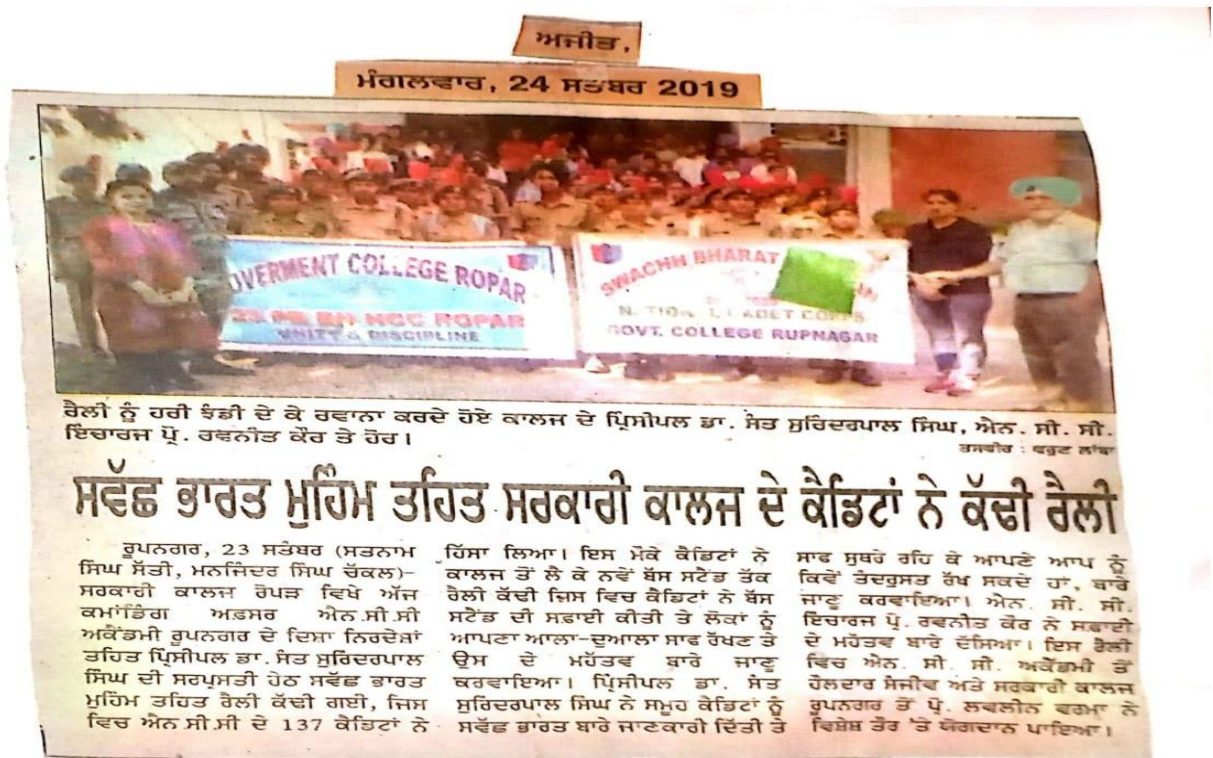 ਅਜੀਤ,
ਮੰਗਲਵਾਰ, 24 ਸਤੰਬਰ 2019
OVERMENT COLLEGE ROPAR
23 PB BN NCC ROPAR
UNITY & DISCIPLINE
SWACHH BHARAT
CADET CORPS
GOVT. COLLEGE RUPNAGAR
ਰੈਲੀ ਨੂੰ ਹਰੀ ਝੰਡੀ ਦੇ ਕੇ ਰਵਾਨਾ ਕਰਦੇ ਹੋਏ ਕਾਲਜ ਦੇ ਪ੍ਰਿੰਸੀਪਲ ਡਾ. ਸੰਤ ਸੁਰਿੰਦਰਪਾਲ ਸਿੰਘ, ਐਨ. ਸੀ. ਸੀ.
ਇੰਚਾਰਜ ਪ੍ਰੋ. ਰਵਨੀਤ ਕੌਰ ਤੇ ਹੋਰ।
ਤਸਵੀਰ : ਵਰੁਣ ਲਾਂਬਾ
ਸਵੱਛ ਭਾਰਤ ਮੁਹਿੰਮ ਤਹਿਤ ਸਰਕਾਰੀ ਕਾਲਜ ਦੇ ਕੈਡਿਟਾਂ ਨੇ ਕੱਢੀ ਰੈਲੀ
ਰੂਪਨਗਰ, 23 ਸਤੰਬਰ (ਸਤਨਾਮ
ਸਿੰਘ ਸੱਤੀ, ਮਨਜਿੰਦਰ ਸਿੰਘ ਚੱਕਲ)-
ਸਰਕਾਰੀ ਕਾਲਜ ਰੋਪੜ ਵਿਖੇ ਅੱਜ
ਕਮਾਂਡਿੰਗ ਅਫ਼ਸਰ ਐਨ.ਸੀ.ਸੀ
ਅਕੈਡਮੀ ਰੂਪਨਗਰ ਦੇ ਦਿਸ਼ਾ ਨਿਰਦੇਸ਼ਾਂ
ਤਹਿਤ ਪ੍ਰਿੰਸੀਪਲ ਡਾ. ਸੰਤ ਸੁਰਿੰਦਰਪਾਲ
ਸਿੰਘ ਦੀ ਸਰਪ੍ਰਸਤੀ ਹੇਠ ਸਵੱਛ ਭਾਰਤ
ਮੁਹਿੰਮ ਤਹਿਤ ਰੈਲੀ ਕੱਢੀ ਗਈ, ਜਿਸ
ਵਿਚ ਐਨ.ਸੀ.ਸੀ ਦੇ 137 ਕੈਡਿਟਾਂ ਨੇ
ਹਿੱਸਾ ਲਿਆ। ਇਸ ਮੌਕੇ ਕੈਡਿਟਾਂ ਨੇ
ਕਾਲਜ ਤੋਂ ਲੈ ਕੇ ਨਵੇਂ ਬੱਸ ਸਟੈਂਡ ਤੱਕ
ਰੈਲੀ ਕੱਢੀ ਜਿਸ ਵਿਚ ਕੈਡਿਟਾਂ ਨੇ ਬੱਸ
ਸਟੈਂਡ ਦੀ ਸਫ਼ਾਈ ਕੀਤੀ ਤੇ ਲੋਕਾਂ ਨੂੰ
ਆਪਣਾ ਆਲਾ-ਦੁਆਲਾ ਸਾਫ ਰੱਖਣ ਤੇ
ਉਸ ਦੇ ਮਹੱਤਵ ਬਾਰੇ ਜਾਣੂ
ਕਰਵਾਇਆ। ਪ੍ਰਿੰਸੀਪਲ ਡਾ. ਸੰਤ
ਸੁਰਿੰਦਰਪਾਲ ਸਿੰਘ ਨੇ ਸਮੂਹ ਕੈਡਿਟਾਂ ਨੂੰ
ਸਵੱਛ ਭਾਰਤ ਬਾਰੇ ਜਾਣਕਾਰੀ ਦਿੱਤੀ ਤੇ
ਸਾਫ ਸੁਥਰੇ ਰਹਿ ਕੇ ਆਪਣੇ ਆਪ ਨੂੰ
ਕਿਵੇਂ ਤੰਦਰੁਸਤ ਰੱਖ ਸਕਦੇ ਹਾਂ, ਬਾਰੇ
ਜਾਣੂ ਕਰਵਾਇਆ। ਐਨ. ਸੀ. ਸੀ.
ਇੰਚਾਰਜ ਪ੍ਰੋ. ਰਵਨੀਤ ਕੌਰ ਨੇ ਸਫ਼ਾਈ
ਦੇ ਮਹੱਤਵ ਬਾਰੇ ਦੱਸਿਆ। ਇਸ ਰੈਲੀ
ਵਿਚ ਐਨ. ਸੀ. ਸੀ. ਅਕੈਡਮੀ ਤੋਂ
ਹੌਲਦਾਰ ਸੰਜੀਵ ਅਤੇ ਸਰਕਾਰੀ ਕਾਲਜ
ਰੂਪਨਗਰ ਤੋਂ ਪ੍ਰੋ. ਲਵਲੀਨ ਵਰਮਾ ਨੇ
ਵਿਸ਼ੇਸ਼ ਤੌਰ 'ਤੇ ਯੋਗਦਾਨ ਪਾਇਆ।